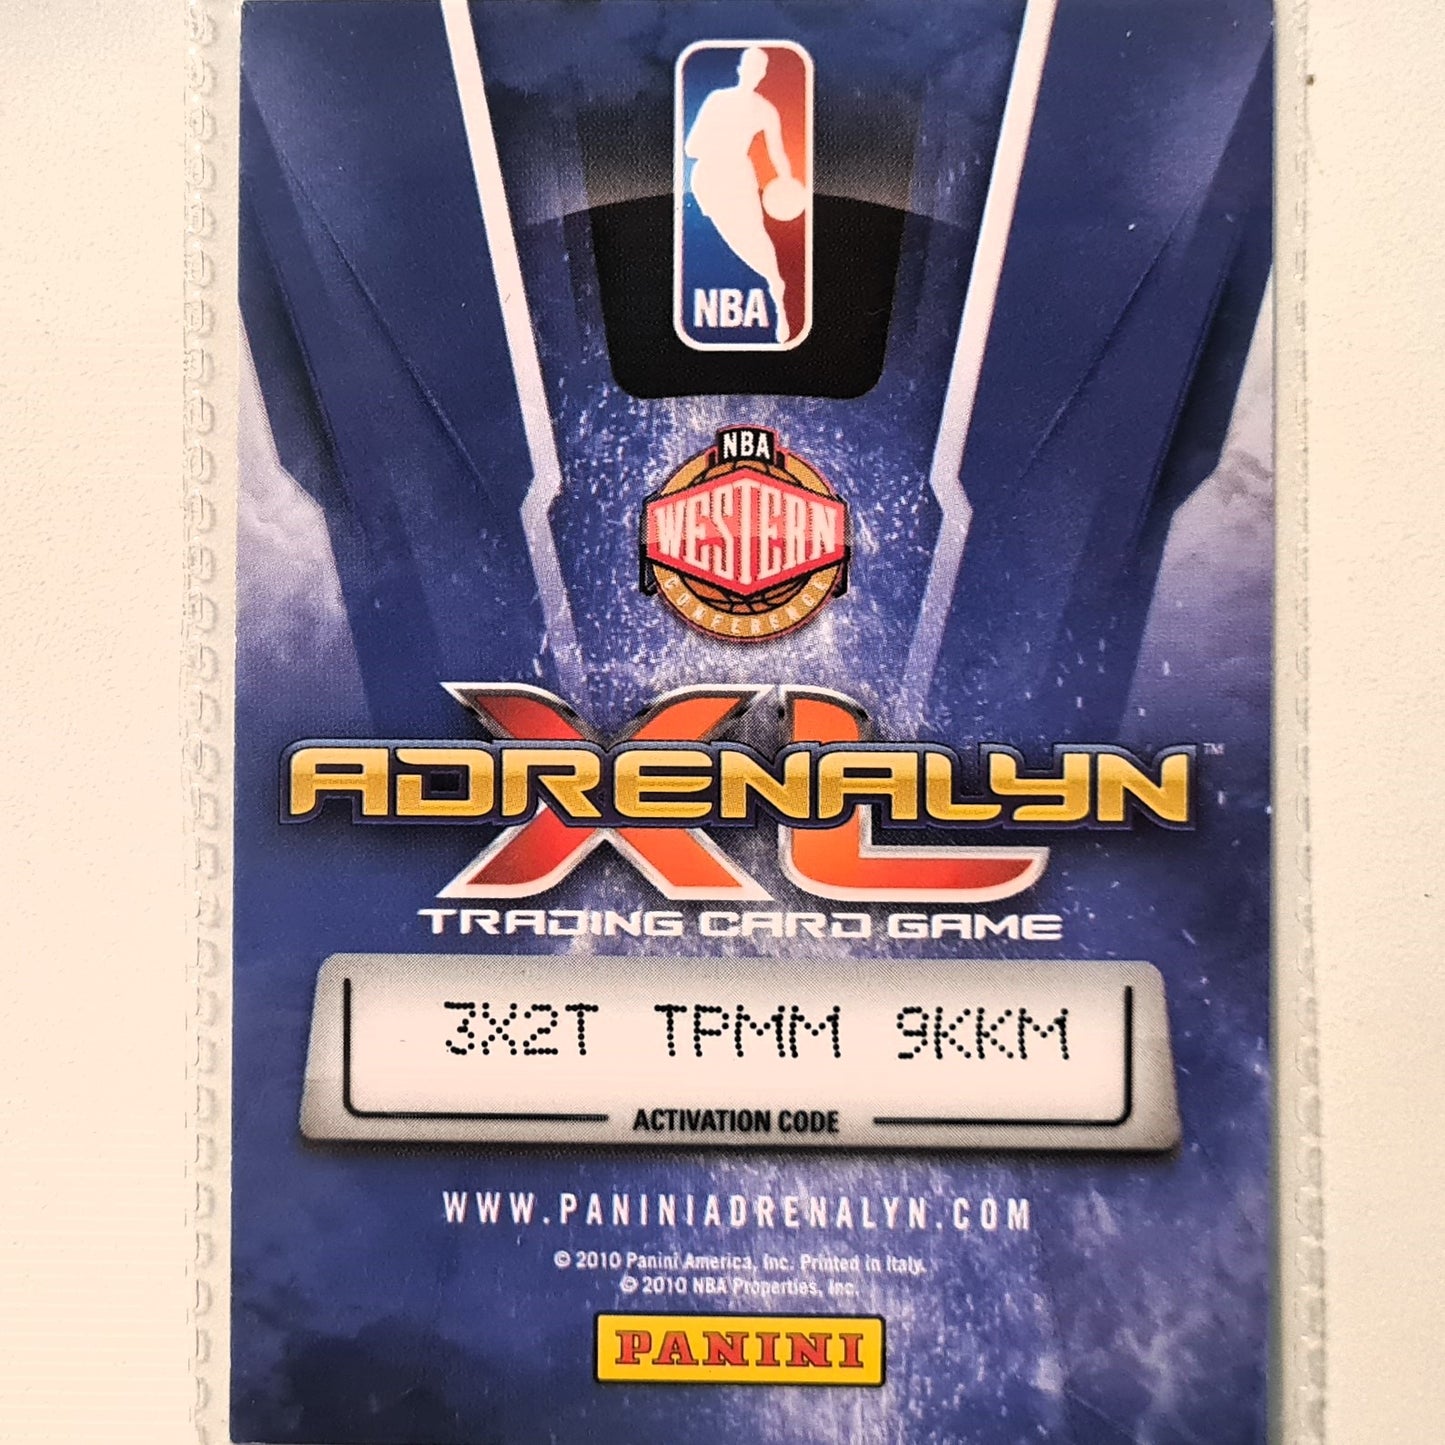 NBA
NBA
WESTERN
CONFERENCE
XL
ADRENALYN™
TRADING CARD GAME
3X2T TPMM 9KKM
ACTIVATION CODE
WWW.PANINIADRENALYN.COM
© 2010 Panini America, Inc. Printed in Italy.
© 2010 NBA Properties, Inc.
PANINI